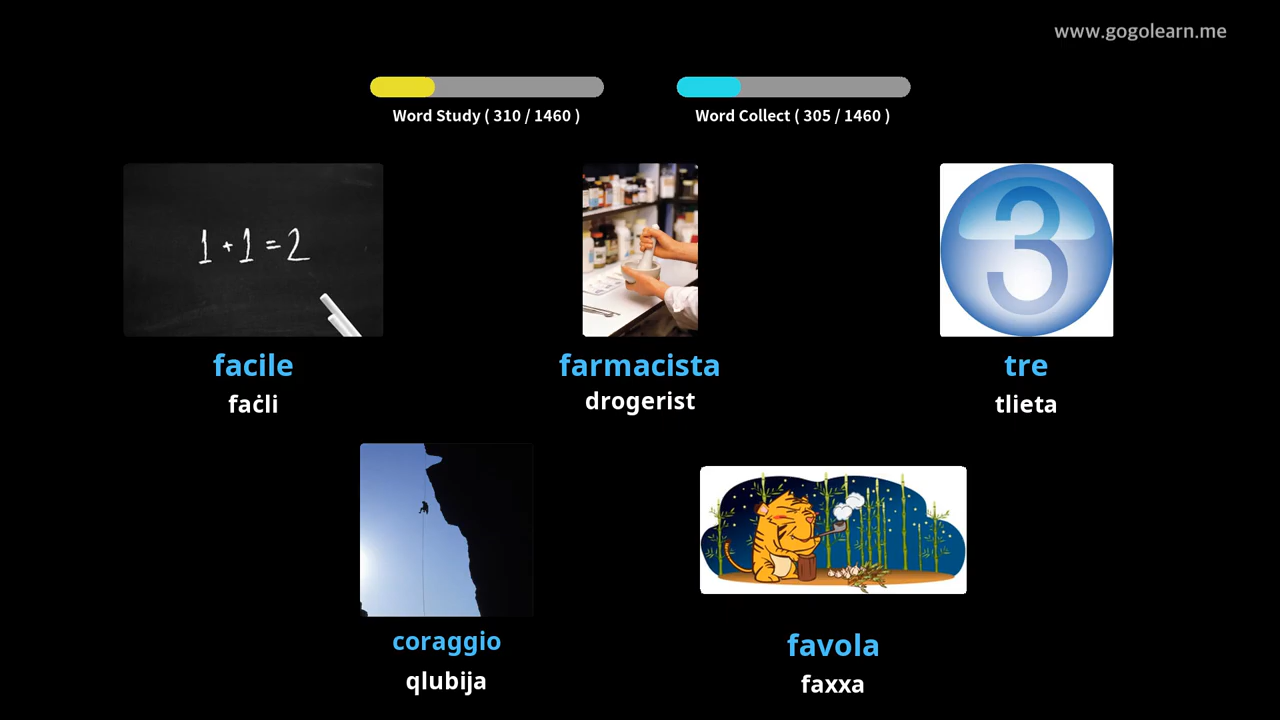 www.gogolearn.me
Word Study ( 310 / 1460 )
Word Collect ( 305 / 1460 )
1 + 1 = 2
3
facile
farmacista
tre
faċli
drogerist
tlieta
coraggio
favola
qlubija
faxxa